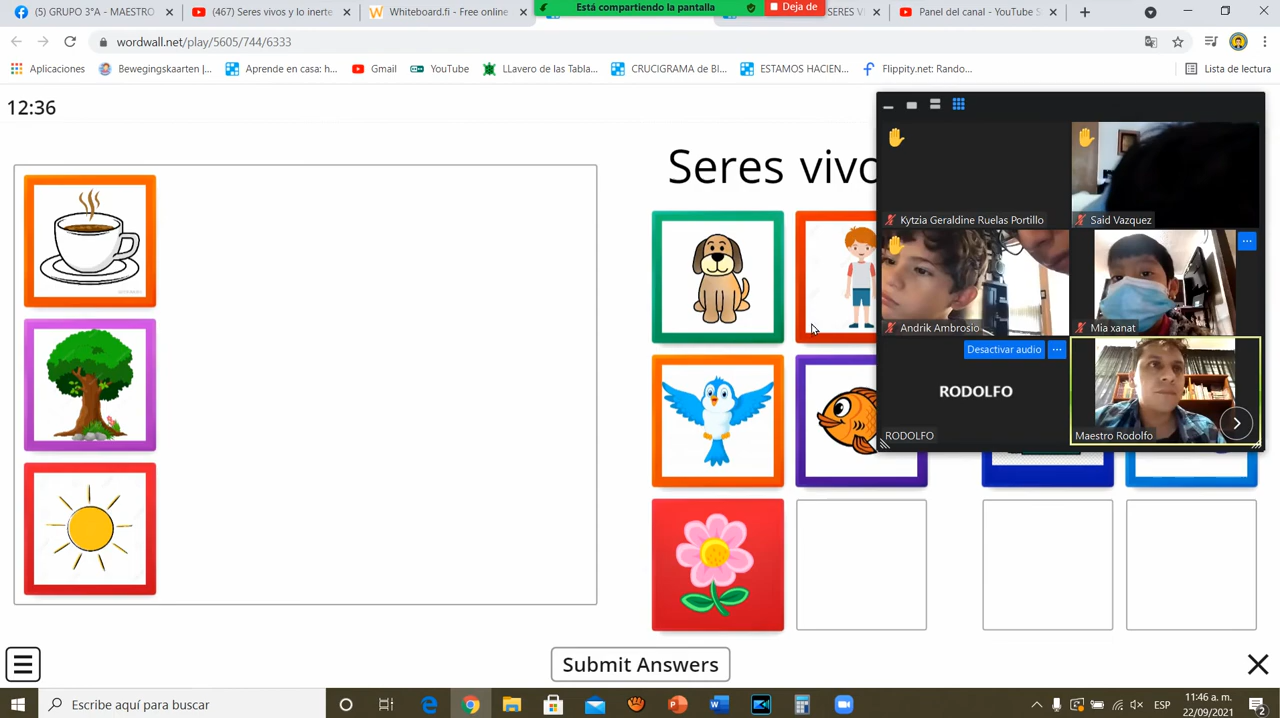 (5) GRUPO 3°A - MAESTRO
(467) Seres vivos y lo inerte
Whiteboard.fi - Free online
Está compartiendo la pantalla
Deja de
SERES VI
Panel del canal - YouTube S
wordwall.net/play/5605/744/6333
Aplicaciones
Bewegingskaarten |...
Aprende en casa: h...
Gmail
YouTube
LLavero de las Tabla...
CRUCIGRAMA DE BI...
ESTAMOS HACIEN...
Flippity.net: Rando...
Lista de lectura
12:36
Seres vivo
Kytzia Geraldine Ruelas Portillo
Said Vazquez
Andrik Ambrosio
Mia xanat
Desactivar audio
RODOLFO
RODOLFO
Maestro Rodolfo
Submit Answers
Escribe aquí para buscar
ESP
11:46 a. m.
22/09/2021
2